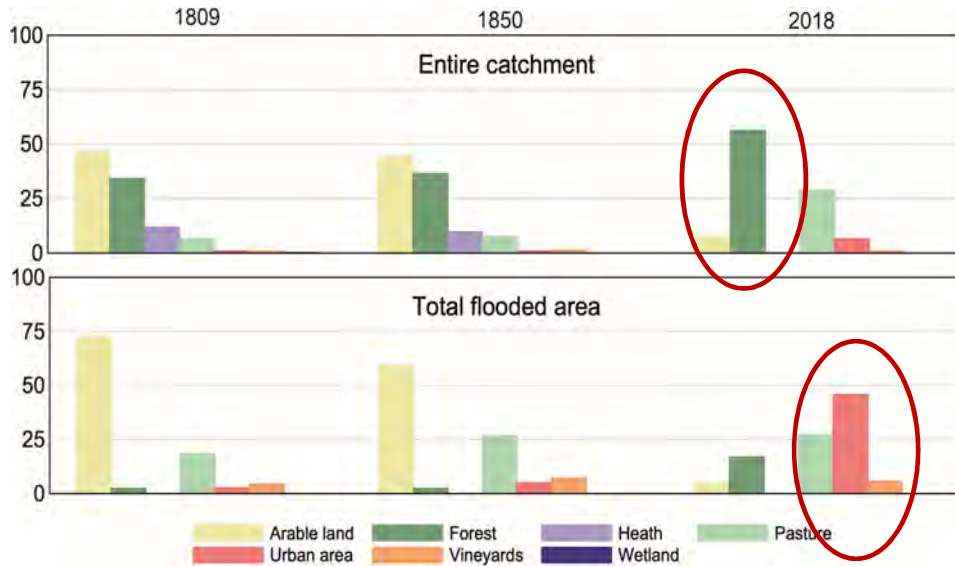 1809 1850 2018
100
Entire catchment
75
50
25
0
100
Total flooded area
75
50
25
0
Arable land Forest Heath Pasture
Urban area Vineyards Wetland